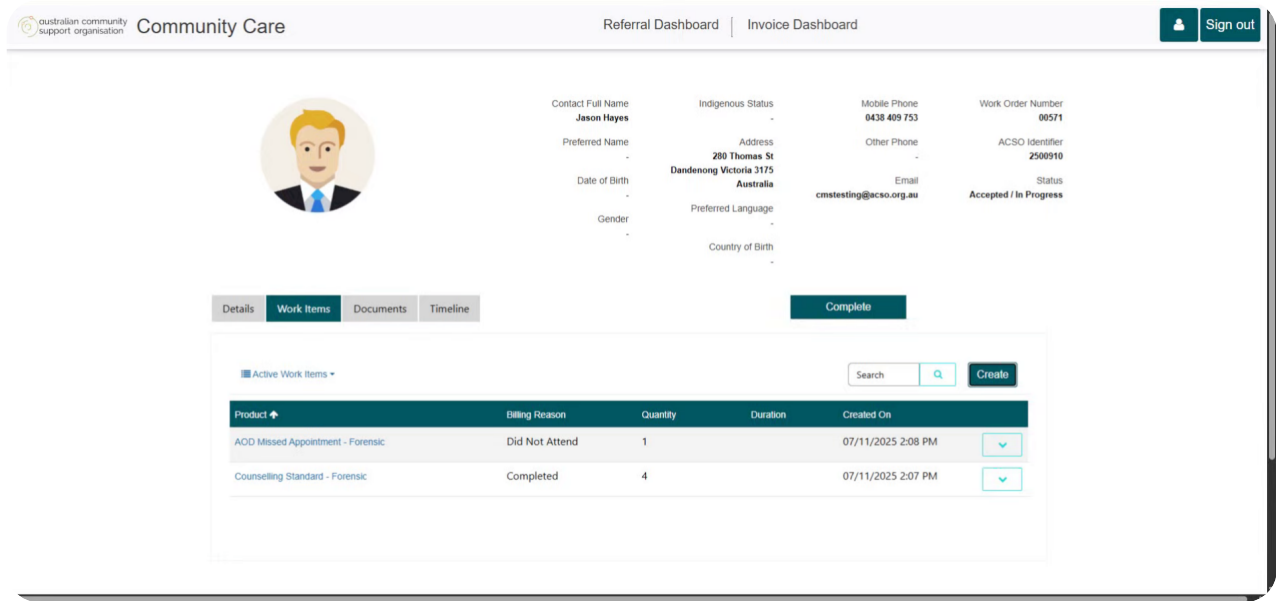 australian community
support organisation
Community Care
Referral Dashboard
Invoice Dashboard
Sign out
Contact Full Name
Jason Hayes
Preferred Name
-
Date of Birth
-
Gender
-
Indigenous Status
-
Address
280 Thomas St
Dandenong Victoria 3175
Australia
Preferred Language
-
Country of Birth
-
Mobile Phone
0438 409 753
Other Phone
-
Email
cmstesting@acso.org.au
Work Order Number
00571
ACSO Identifier
2500910
Status
Accepted / In Progress
Details Work Items Documents Timeline
Complete
Active Work Items
Search
Create
Product Billing Reason Quantity Duration Created On
AOD Missed Appointment - Forensic Did Not Attend 1 07/11/2025 2:08 PM
Counselling Standard - Forensic Completed 4 07/11/2025 2:07 PM